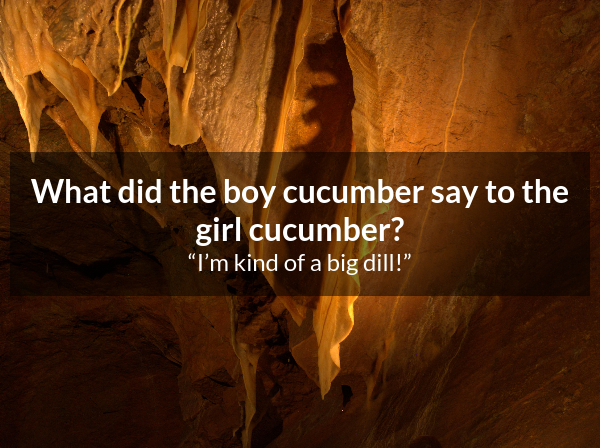 What did the boy cucumber say to the
girl cucumber?
“I’m kind of a big dill!”